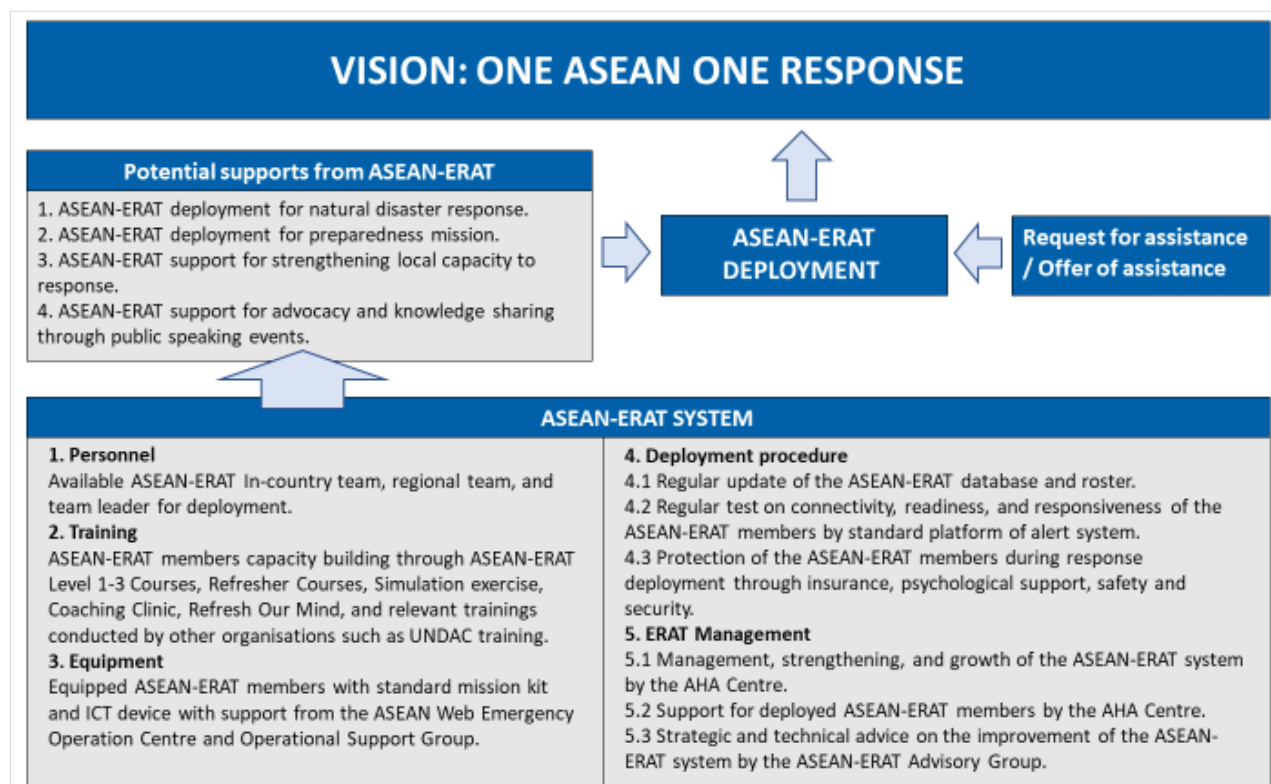 VISION: ONE ASEAN ONE RESPONSE
Potential supports from ASEAN-ERAT
1. ASEAN-ERAT deployment for natural disaster response.
2. ASEAN-ERAT deployment for preparedness mission.
3. ASEAN-ERAT support for strengthening local capacity to
response.
4. ASEAN-ERAT support for advocacy and knowledge sharing
through public speaking events.
ASEAN-ERAT
DEPLOYMENT
Request for assistance
/ Offer of assistance
ASEAN-ERAT SYSTEM
1. Personnel
Available ASEAN-ERAT In-country team, regional team, and
team leader for deployment.
2. Training
ASEAN-ERAT members capacity building through ASEAN-ERAT
Level 1-3 Courses, Refresher Courses, Simulation exercise,
Coaching Clinic, Refresh Our Mind, and relevant trainings
conducted by other organisations such as UNDAC training.
3. Equipment
Equipped ASEAN-ERAT members with standard mission kit
and ICT device with support from the ASEAN Web Emergency
Operation Centre and Operational Support Group.
4. Deployment procedure
4.1 Regular update of the ASEAN-ERAT database and roster.
4.2 Regular test on connectivity, readiness, and responsiveness of the
ASEAN-ERAT members by standard platform of alert system.
4.3 Protection of the ASEAN-ERAT members during response
deployment through insurance, psychological support, safety and
security.
5. ERAT Management
5.1 Management, strengthening, and growth of the ASEAN-ERAT system
by the AHA Centre.
5.2 Support for deployed ASEAN-ERAT members by the AHA Centre.
5.3 Strategic and technical advice on the improvement of the ASEAN-
ERAT system by the ASEAN-ERAT Advisory Group.